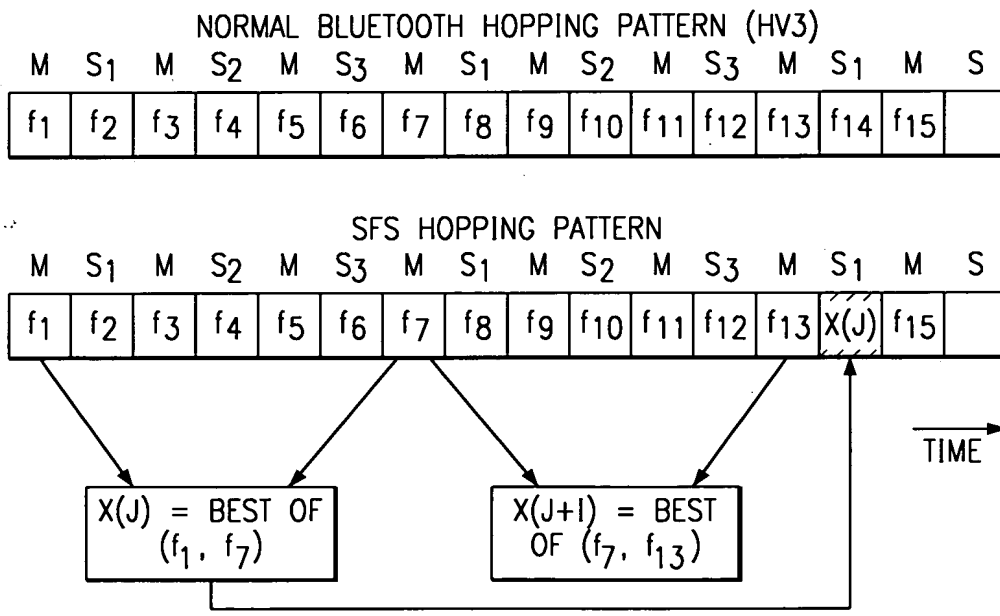 NORMAL BLUETOOTH HOPPING PATTERN (HV3)
M S1 M S2 M S3 M S1 M S2 M S3 M S1 M S
f1 f2 f3 f4 f5 f6 f7 f8 f9 f10 f11 f12 f13 f14 f15
SFS HOPPING PATTERN
M S1 M S2 M S3 M S1 M S2 M S3 M S1 M S
f1 f2 f3 f4 f5 f6 f7 f8 f9 f10 f11 f12 f13 X(J) f15
TIME
X(J) = BEST OF
(f1, f7)
X(J+I) = BEST
OF (f7, f13)